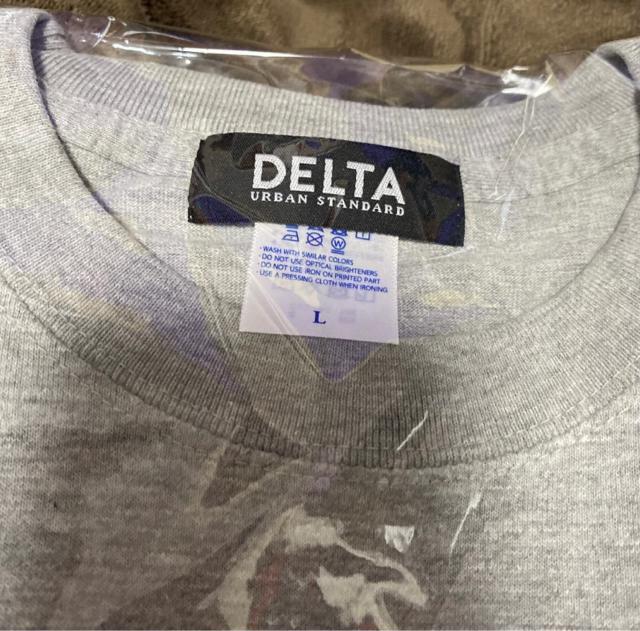 DELTA
URBAN STANDARD
• WASH WITH SIMILAR COLORS
• DO NOT USE OPTICAL BRIGHTENERS
• DO NOT USE IRON ON PRINTED PART
• USE A PRESSING CLOTH WHEN IRONING
L